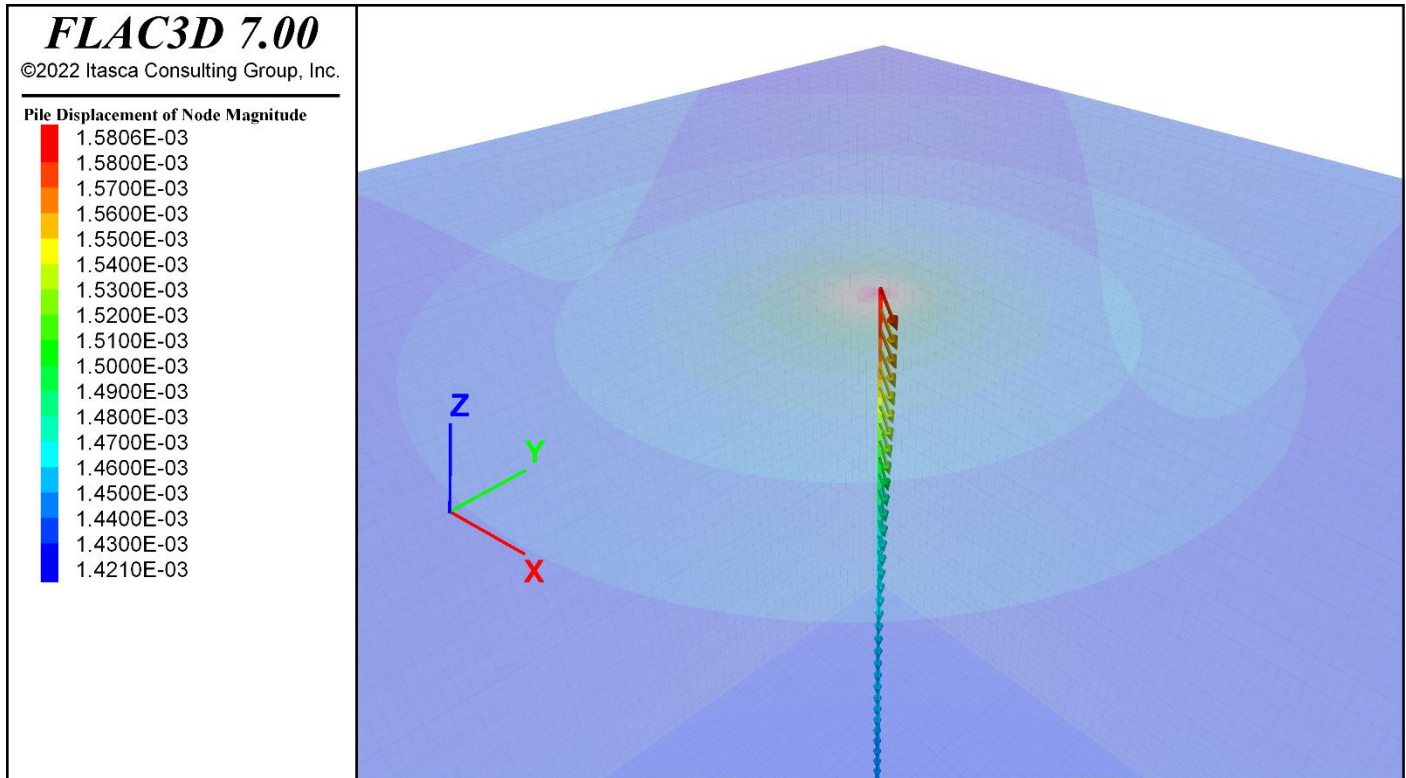 FLAC3D 7.00
©2022 Itasca Consulting Group, Inc.
Pile Displacement of Node Magnitude
1.5806E-03
1.5800E-03
1.5700E-03
1.5600E-03
1.5500E-03
1.5400E-03
1.5300E-03
1.5200E-03
1.5100E-03
1.5000E-03
1.4900E-03
1.4800E-03
1.4700E-03
1.4600E-03
1.4500E-03
1.4400E-03
1.4300E-03
1.4210E-03
Z
Y
X